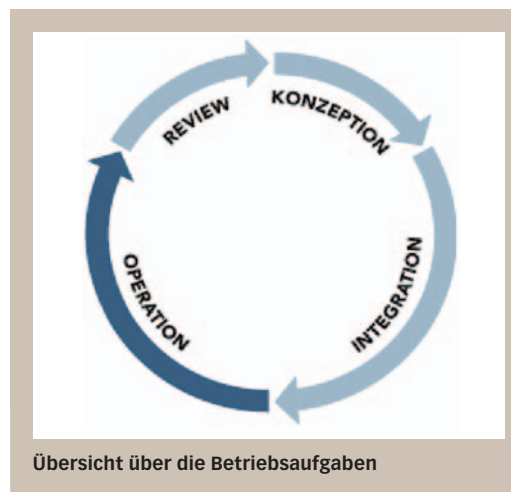 REVIEW
KONZEPTION
INTEGRATION
OPERATION
Übersicht über die Betriebsaufgaben